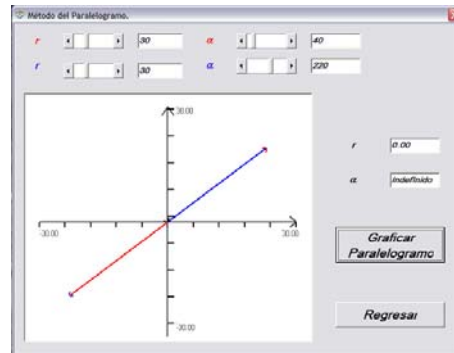 Método del Paralelogramo.
r 30 α 40
r 30 α 220
30.00
-30.00 30.00
-30.00
r 0.00
α Indefinido
Graficar
Paralelogramo
Regresar